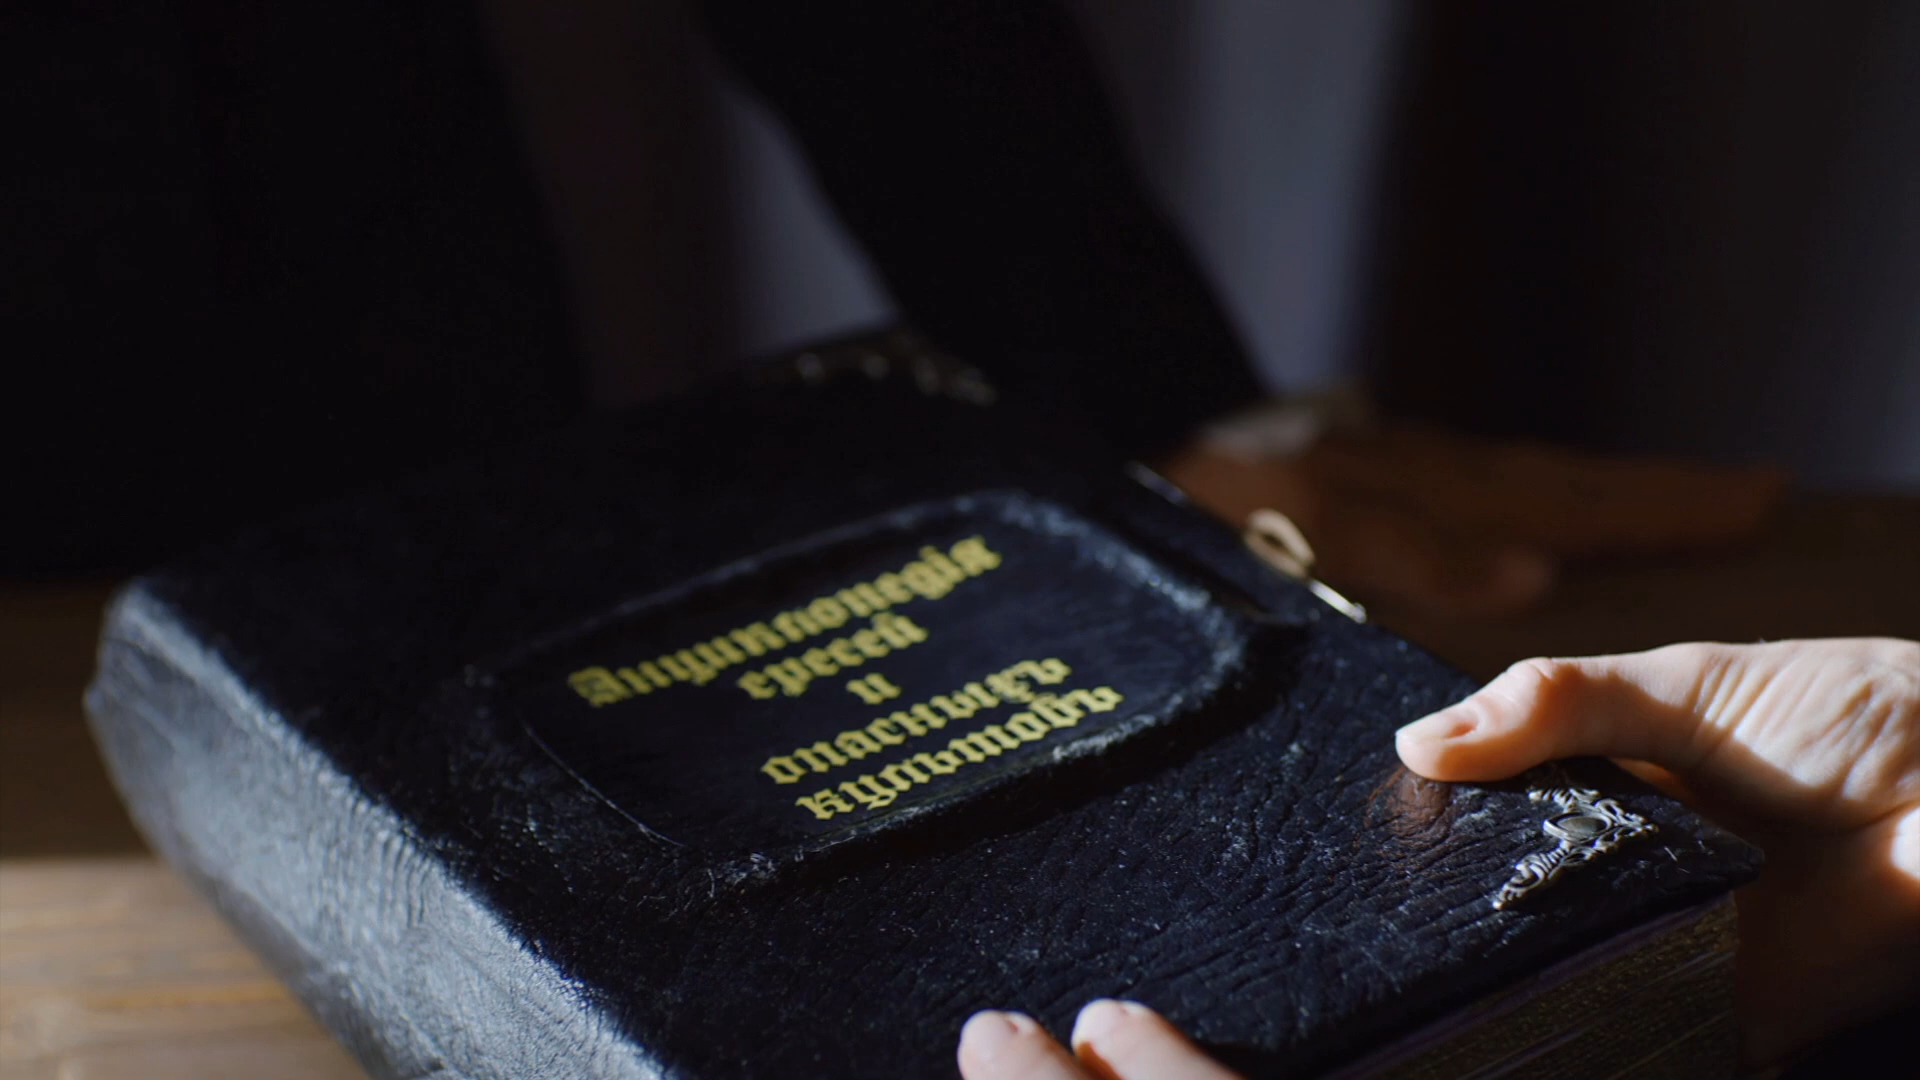 Энциклопедія
ересей
и
опасныхъ
культовъ